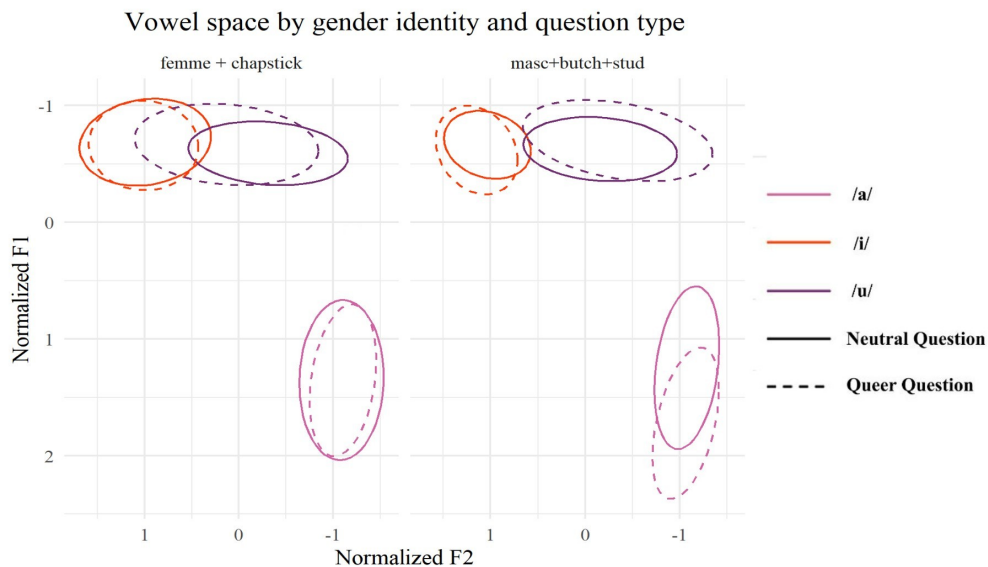 Vowel space by gender identity and question type
femme + chapstick
masc+butch+stud
-1
0
1
2
Normalized F1
1 0 -1
1 0 -1
Normalized F2
/a/
/i/
/u/
Neutral Question
Queer Question